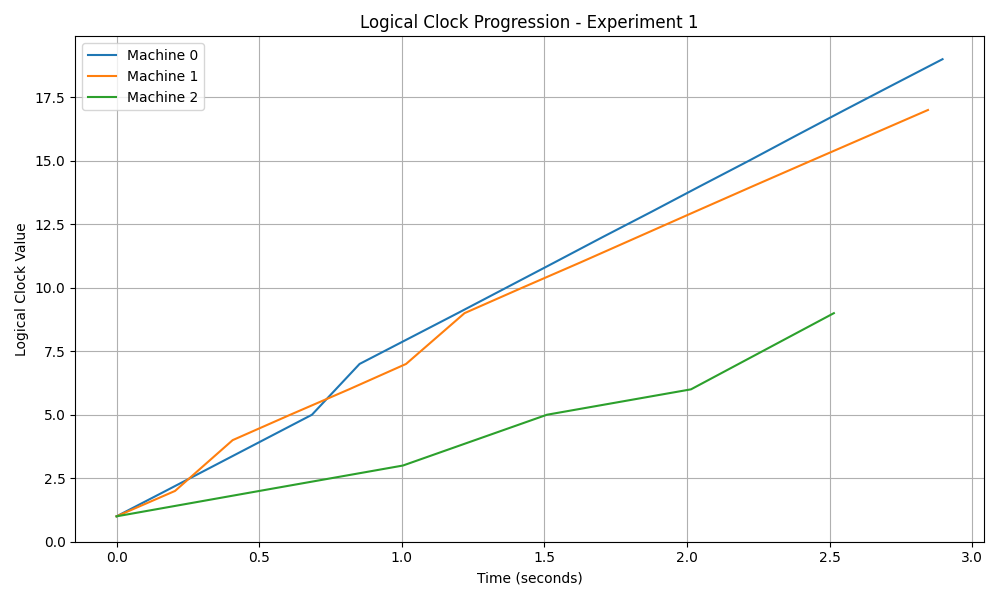 Logical Clock Progression - Experiment 1
Machine 0
Machine 1
Machine 2
Logical Clock Value
17.5
15.0
12.5
10.0
7.5
5.0
2.5
0.0
0.0 0.5 1.0 1.5 2.0 2.5 3.0
Time (seconds)